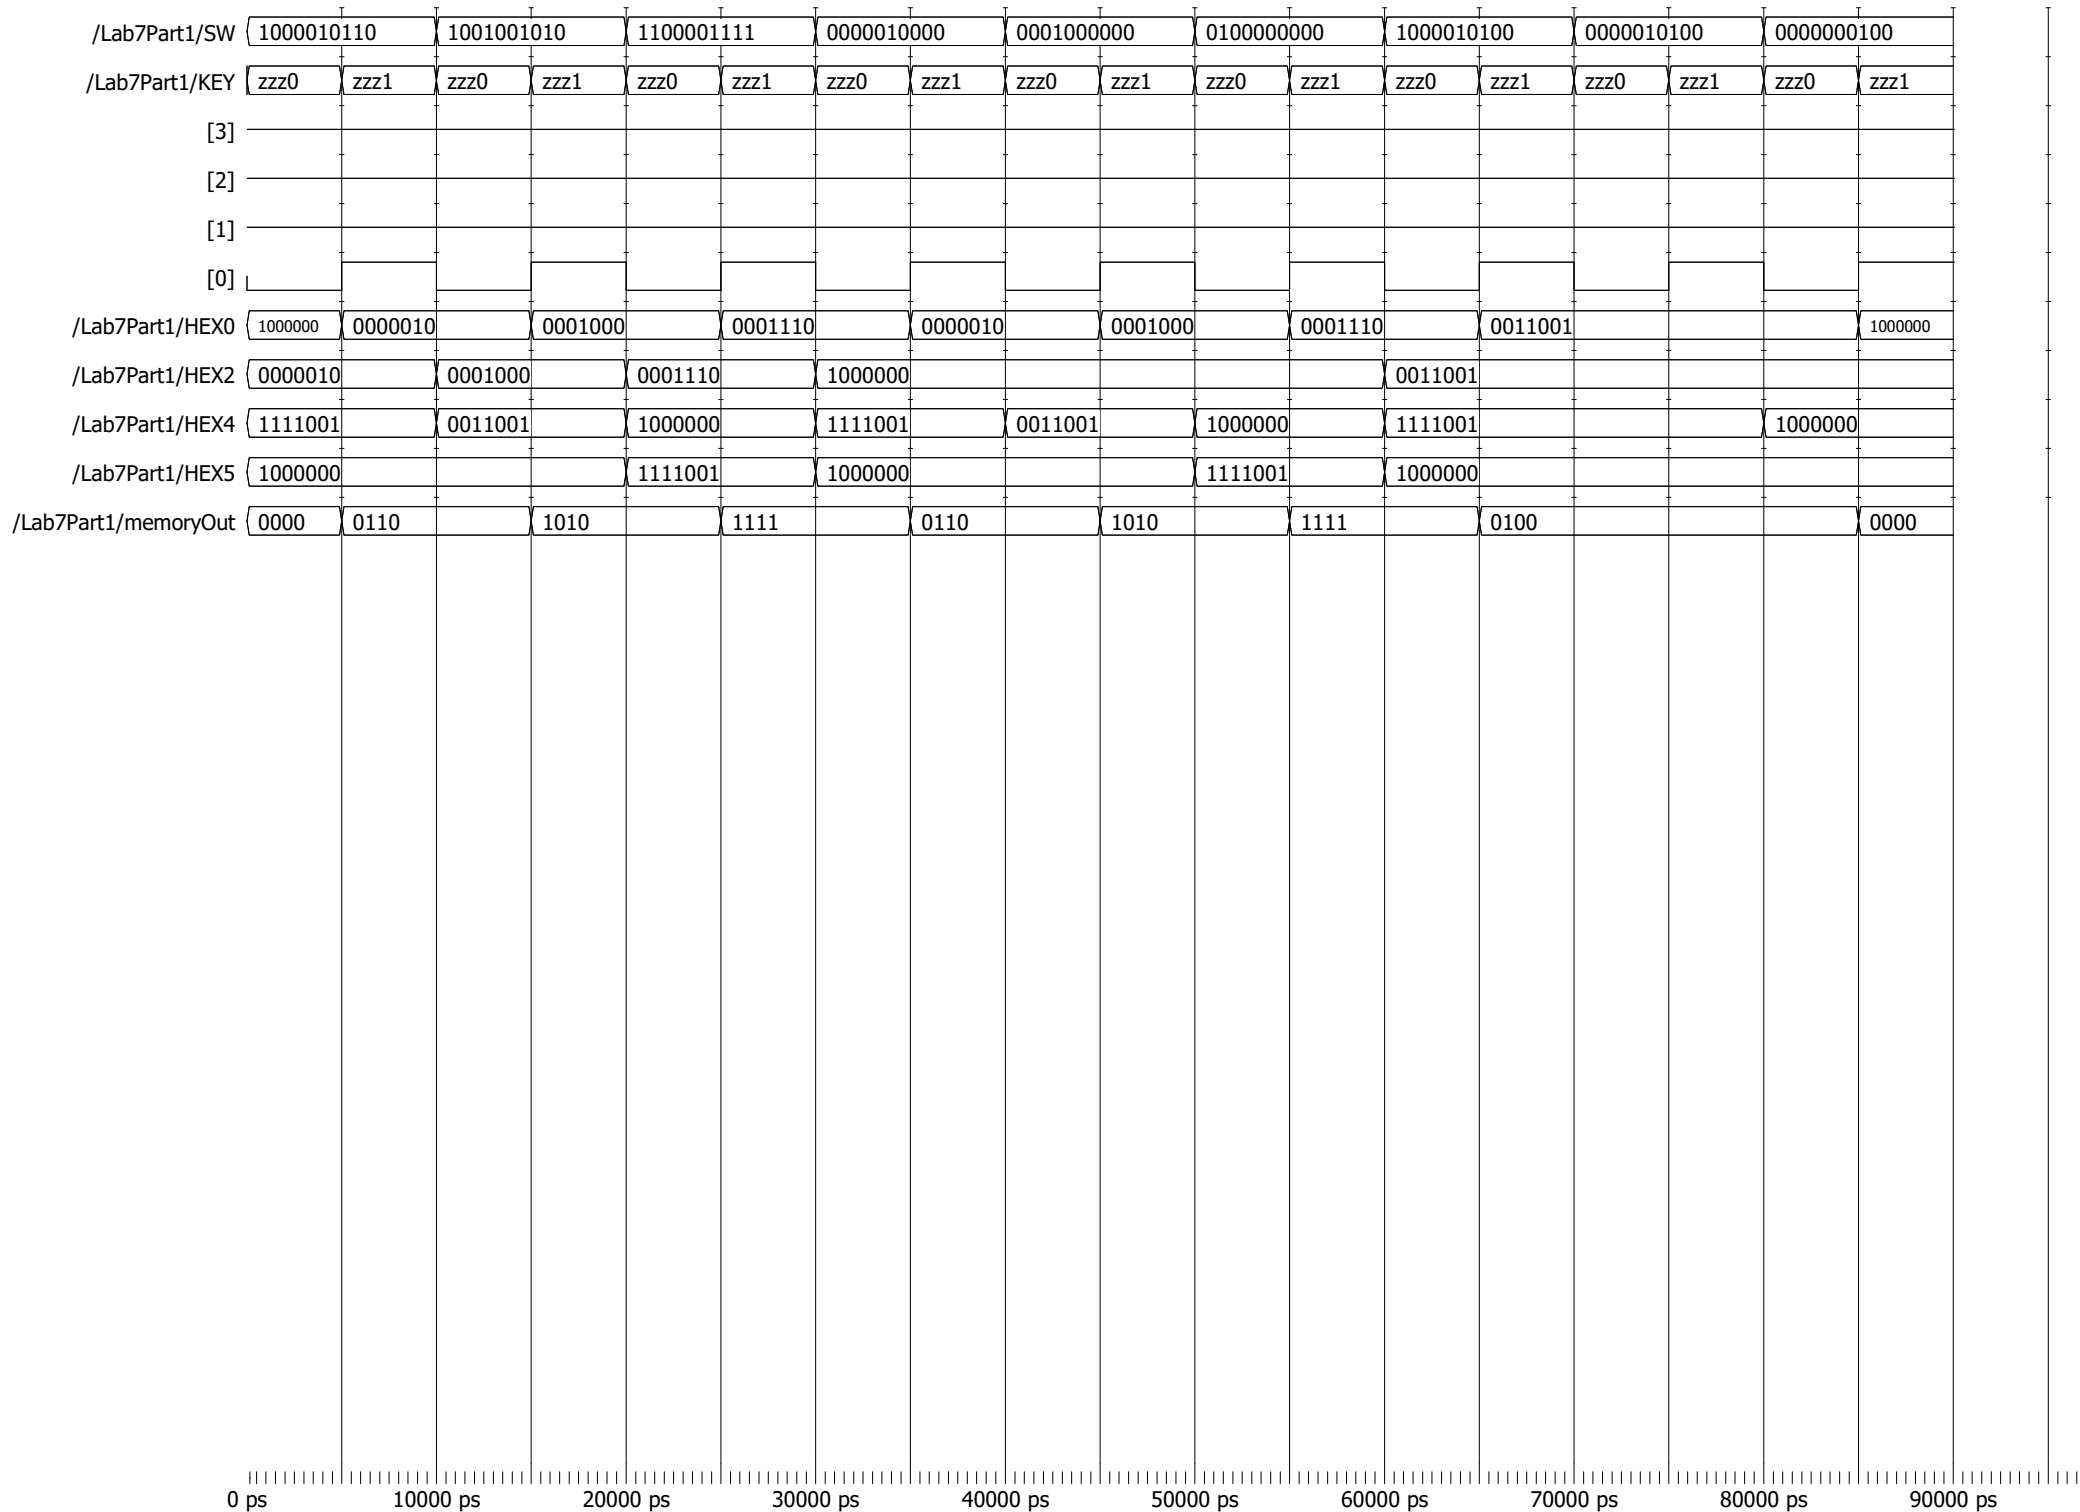 /Lab7Part1/SW 1000010110 1001001010 1100001111 0000010000 0001000000 0100000000 1000010100 0000010100 0000000100
/Lab7Part1/KEY zzz0 zzz1 zzz0 zzz1 zzz0 zzz1 zzz0 zzz1 zzz0 zzz1 zzz0 zzz1 zzz0 zzz1 zzz0 zzz1 zzz0 zzz1
[3]
[2]
[1]
[0]
/Lab7Part1/HEX0 1000000 0000010 0001000 0001110 0000010 0001000 0001110 0011001 1000000
/Lab7Part1/HEX2 0000010 0001000 0001110 1000000 0011001
/Lab7Part1/HEX4 1111001 0011001 1000000 1111001 0011001 1000000 1111001 1000000
/Lab7Part1/HEX5 1000000 1111001 1000000 1111001 1000000
/Lab7Part1/memoryOut 0000 0110 1010 1111 0110 1010 1111 0100 0000
0 ps 10000 ps 20000 ps 30000 ps 40000 ps 50000 ps 60000 ps 70000 ps 80000 ps 90000 ps